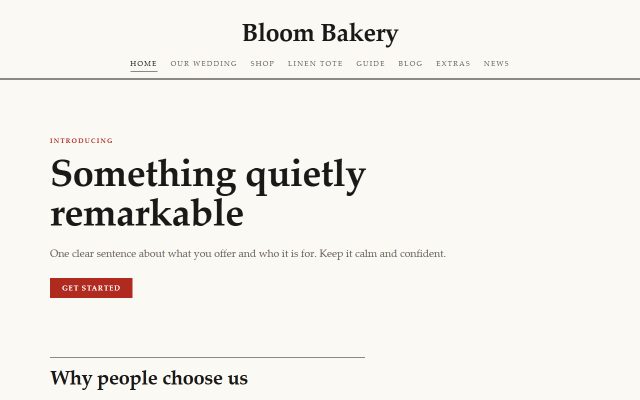 Bloom Bakery
HOME OUR WEDDING SHOP LINEN TOTE GUIDE BLOG EXTRAS NEWS
INTRODUCING
Something quietly
remarkable
One clear sentence about what you offer and who it is for. Keep it calm and confident.
GET STARTED
Why people choose us